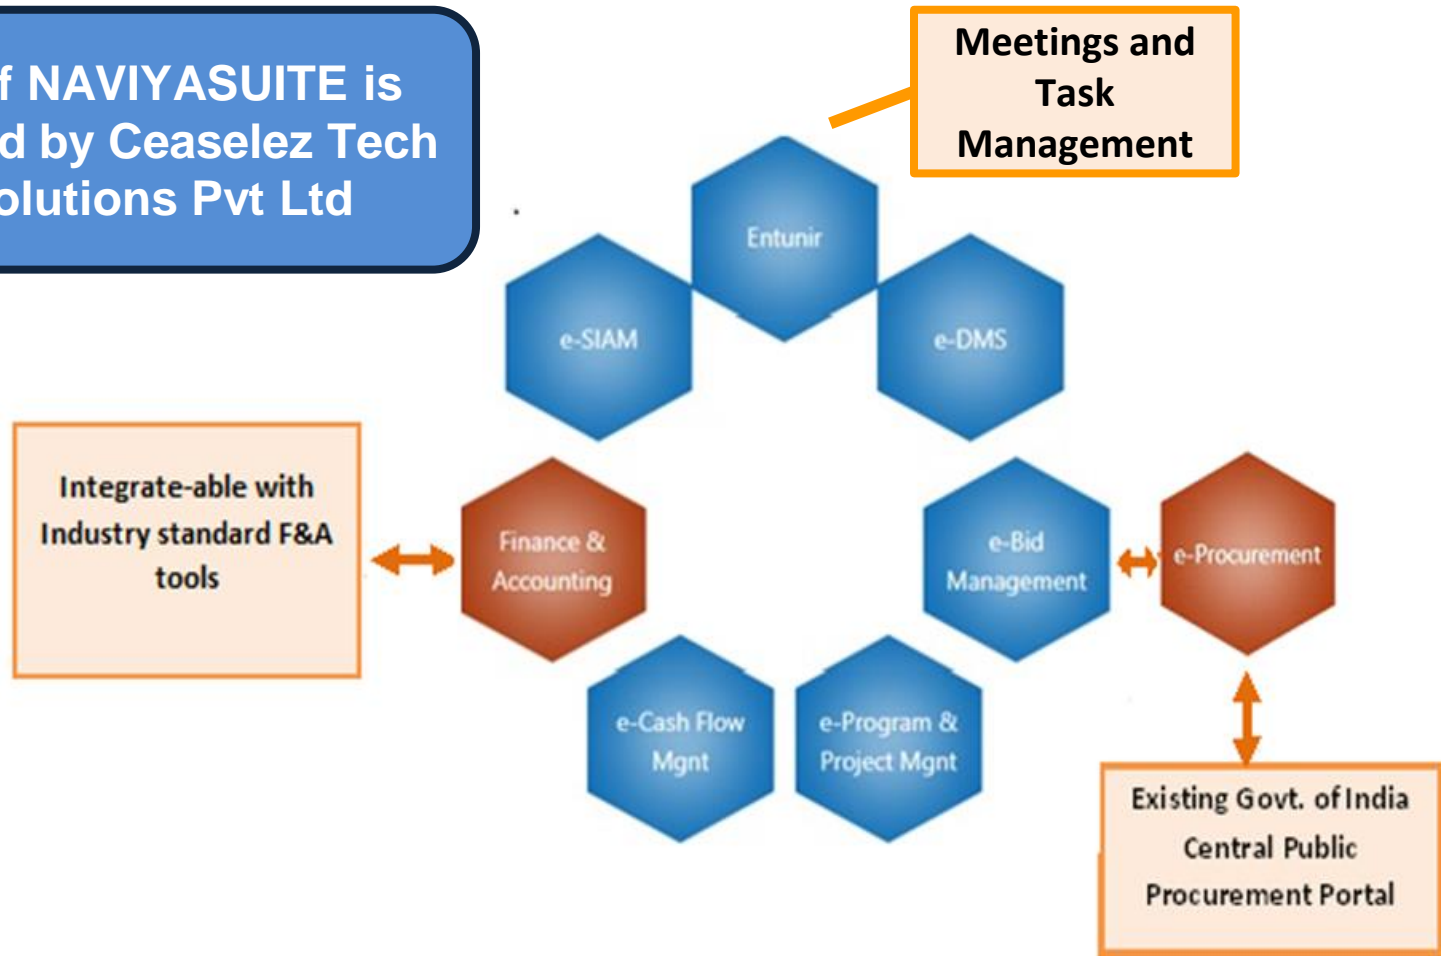 f NAVIYASUITE is
d by Ceaselez Tech
olutions Pvt Ltd
Meetings and
Task
Management
Entunir
e-SIAM
e-DMS
Integrate-able with
Industry standard F&A
tools
Finance &
Accounting
e-Bid
Management
e-Procurement
e-Cash Flow
Mgnt
e-Program &
Project Mgnt
Existing Govt. of India
Central Public
Procurement Portal